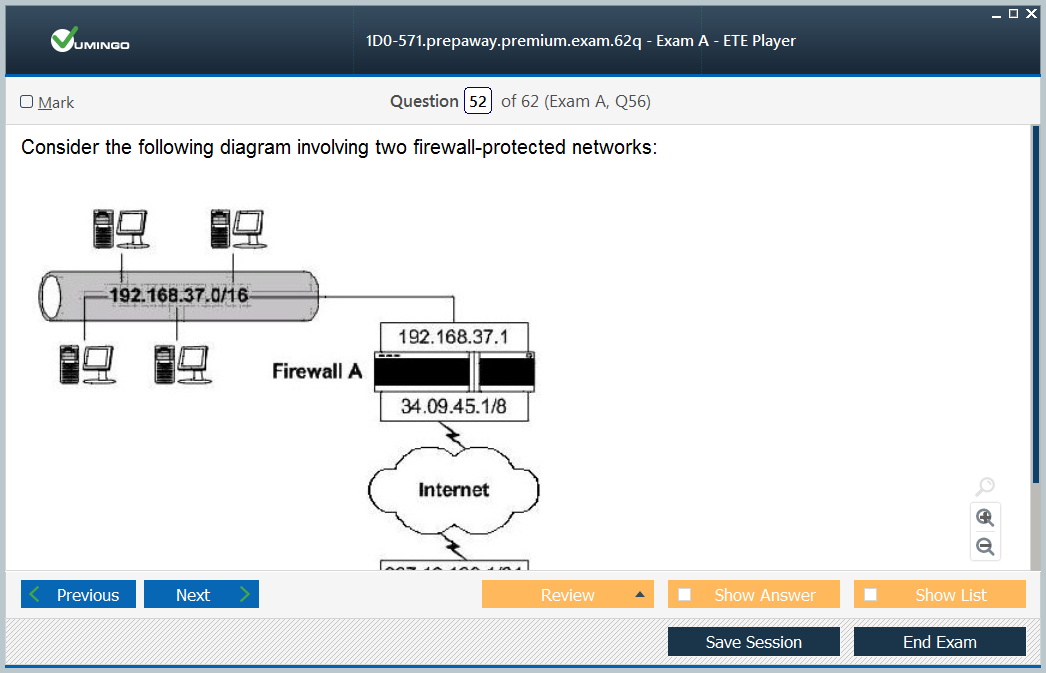 VUMINGO
1D0-571.prepaway.premium.exam.62q - Exam A - ETE Player
Mark
Question 52 of 62 (Exam A, Q56)
Consider the following diagram involving two firewall-protected networks:
192.168.37.0/16
192.168.37.1
Firewall A
34.09.45.1/8
Internet
Previous
Next
Review
Show Answer
Show List
Save Session
End Exam